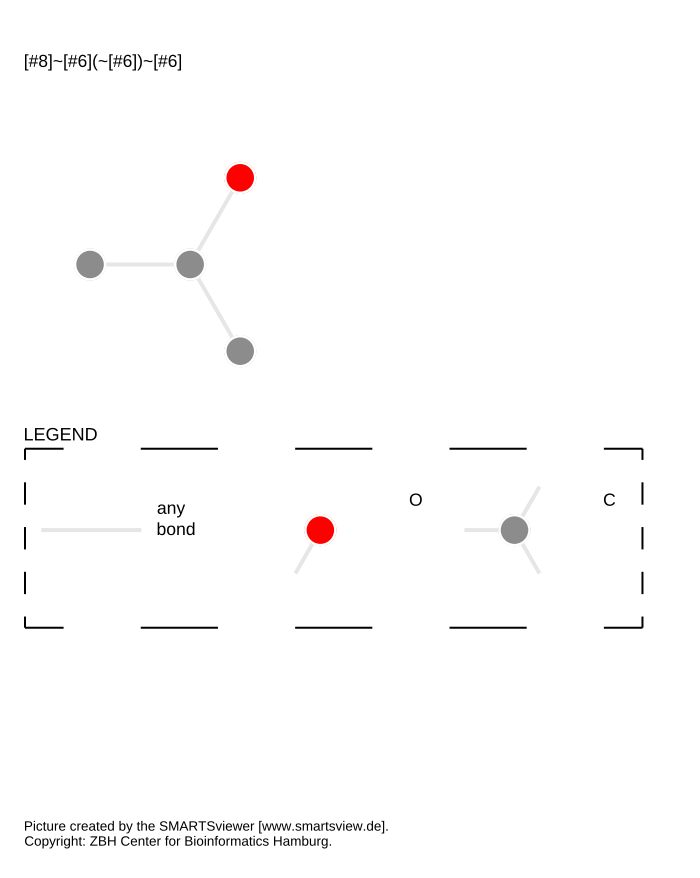 [#8]~[#6](~[#6])~[#6]
LEGEND
any
bond
O
C
Picture created by the SMARTSviewer [www.smartsview.de].
Copyright: ZBH Center for Bioinformatics Hamburg.